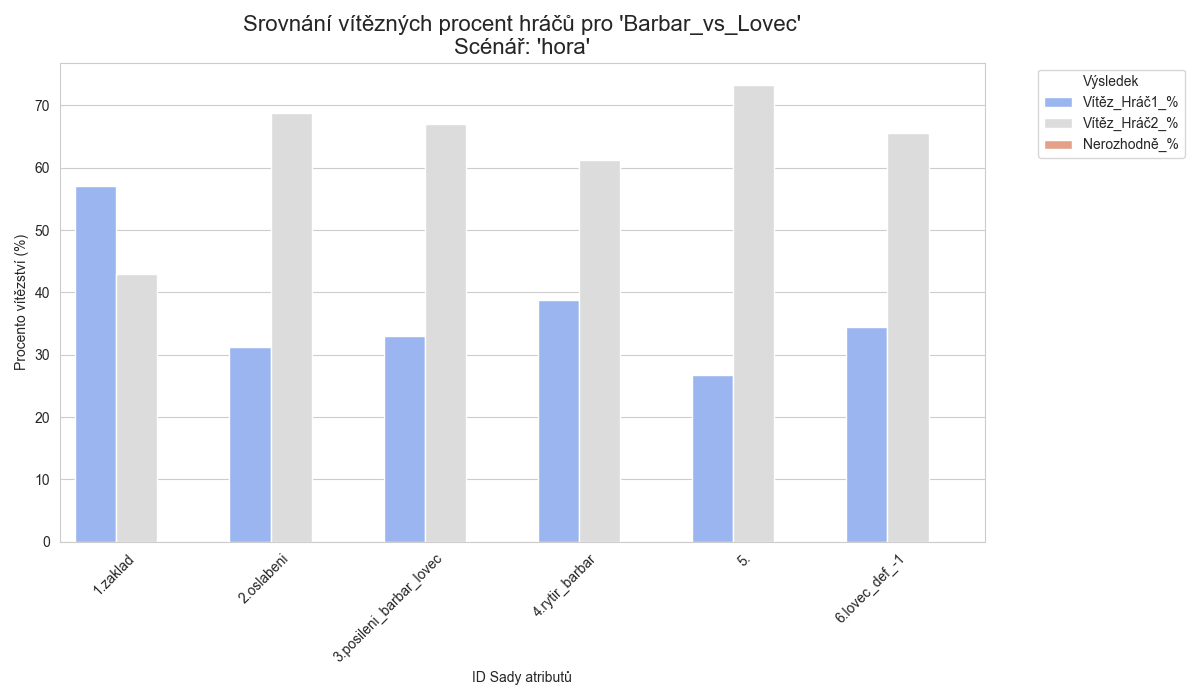 Srovnání vítězných procent hráčů pro 'Barbar_vs_Lovec'
Scénář: 'hora'
Výsledek
Vítěz_Hráč1_%
Vítěz_Hráč2_%
Nerozhodně_%
Procento vítězství (%)
70
60
50
40
30
20
10
0
1.zaklad
2.oslabeni
3.posileni_barbar_lovec
4.rytir_barbar
5.
6.lovec_def_-1
ID Sady atributů